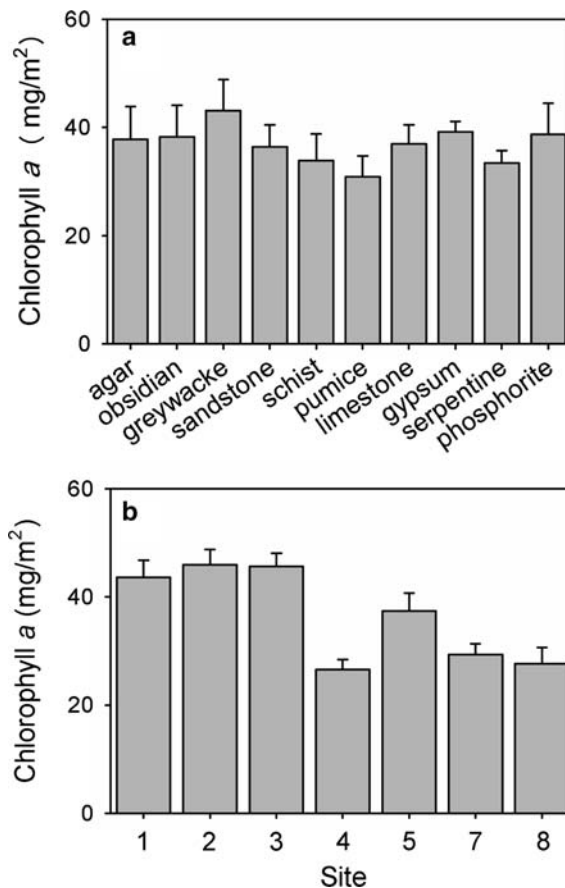 60
a
40
20
0
Chlorophyll a ( mg/m²)
agar
obsidian
greywacke
sandstone
schist
pumice
limestone
gypsum
serpentine
phosphorite
60
b
40
20
0
Chlorophyll a (mg/m²)
1 2 3 4 5 7 8
Site